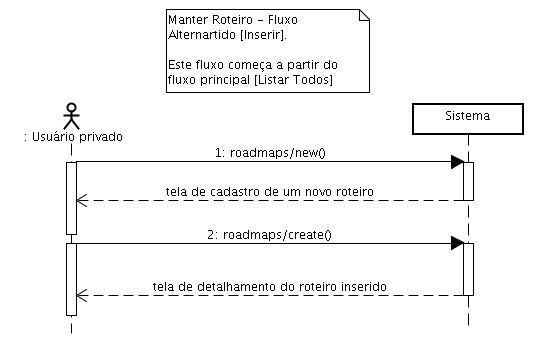 Manter Roteiro - Fluxo
Alternartido [Inserir].
Este fluxo começa a partir do
fluxo principal [Listar Todos]
: Usuário privado
Sistema
1: roadmaps/new()
tela de cadastro de um novo roteiro
2: roadmaps/create()
tela de detalhamento do roteiro inserido